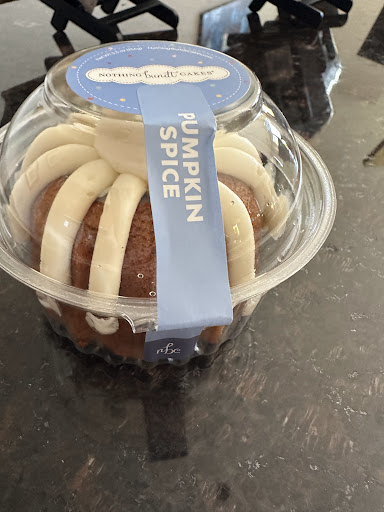 NOTHING bundt CAKES®
PUMPKIN
SPICE
nbc